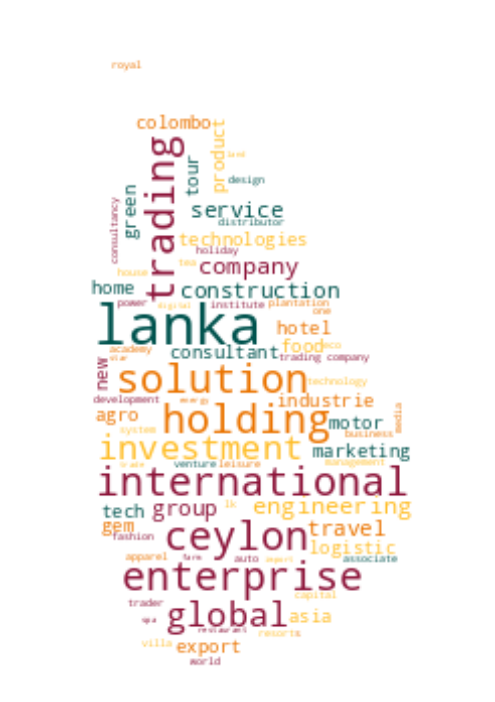 royal
colombo
trading
product
land
tour
design
green
consultancy
service
distributor
technologies
holiday
house
tea
company
home
construction
power
digital
institute
plantation
one
lanka
hotel
food
eco
academy
star
consultant
trading company
new
solution
technology
development
energy
industrie
agro
holding
motor
media
system
business
investment
marketing
trade
venture
leisure
management
international
tech
group
lk
engineering
gem
fashion
ceylon
travel
logistic
apparel
farm
auto
expert
associate
enterprise
capital
trader
spa
global
asia
restaurant
resorts
villa
export
world